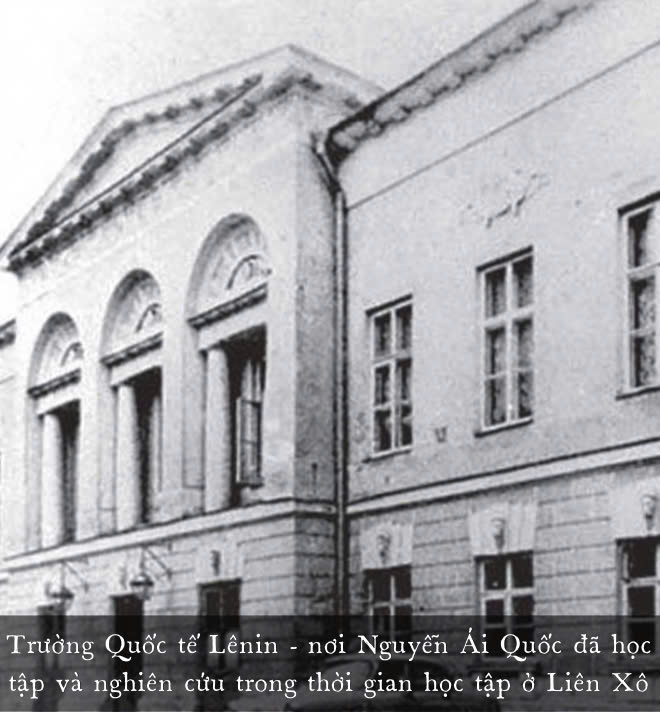 Trường Quốc tế Lênin - nơi Nguyễn Ái Quốc đã học
tập và nghiên cứu trong thời gian học tập ở Liên Xô